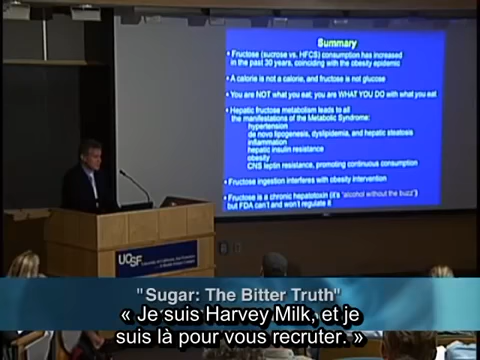 Summary
• Fructose (sucrose vs. HFCS) consumption has increased
in the past 30 years, coinciding with the obesity epidemic
• A calorie is not a calorie, and fructose is not glucose
• You are NOT what you eat; you are WHAT YOU DO with what you eat
• Hepatic fructose metabolism leads to all
the manifestations of the Metabolic Syndrome:
hypertension
de novo lipogenesis, dyslipidemia, and hepatic steatosis
inflammation
hepatic insulin resistance
obesity
CNS leptin resistance, promoting continuous consumption
• Fructose ingestion interferes with obesity intervention
• Fructose is a chronic hepatotoxin (it's "alcohol without the buzz")
but FDA can't and won't regulate it
UCSF
University of California, San Francisco
"Sugar: The Bitter Truth"
« Je suis Harvey Milk, et je
suis là pour vous recruter. »